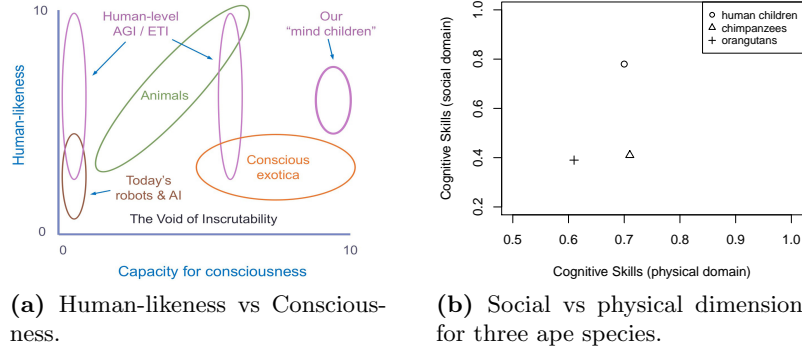 10
Human-likeness
0
0
10
Capacity for consciousness
Human-level
AGI / ETI
Our
“mind children”
Animals
Conscious
exotica
Today's
robots & AI
The Void of Inscrutability
(a) Human-likeness vs Conscious-
ness.
Cognitive Skills (social domain)
1.0
0.8
0.6
0.4
0.2
human children
chimpanzees
orangutans
0.5 0.6 0.7 0.8 0.9 1.0
Cognitive Skills (physical domain)
(b) Social vs physical dimension
for three ape species.